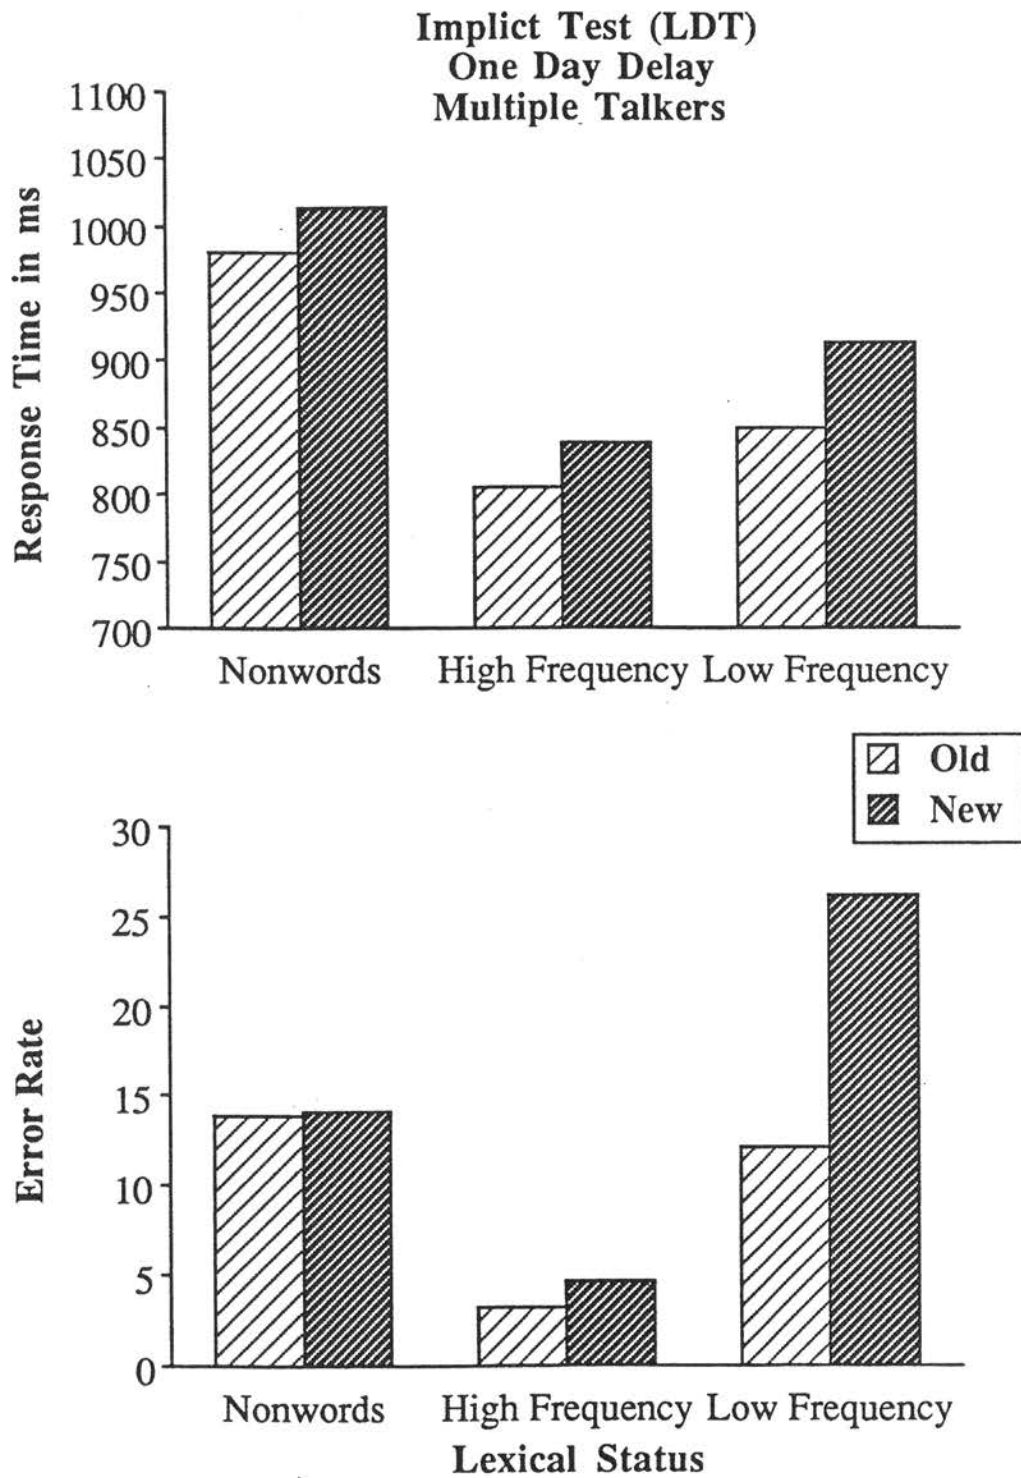 Implict Test (LDT)
One Day Delay
Multiple Talkers
Response Time in ms
1100
1050
1000
950
900
850
800
750
700
Nonwords High Frequency Low Frequency
Old
New
Error Rate
30
25
20
15
10
5
0
Nonwords High Frequency Low Frequency
Lexical Status